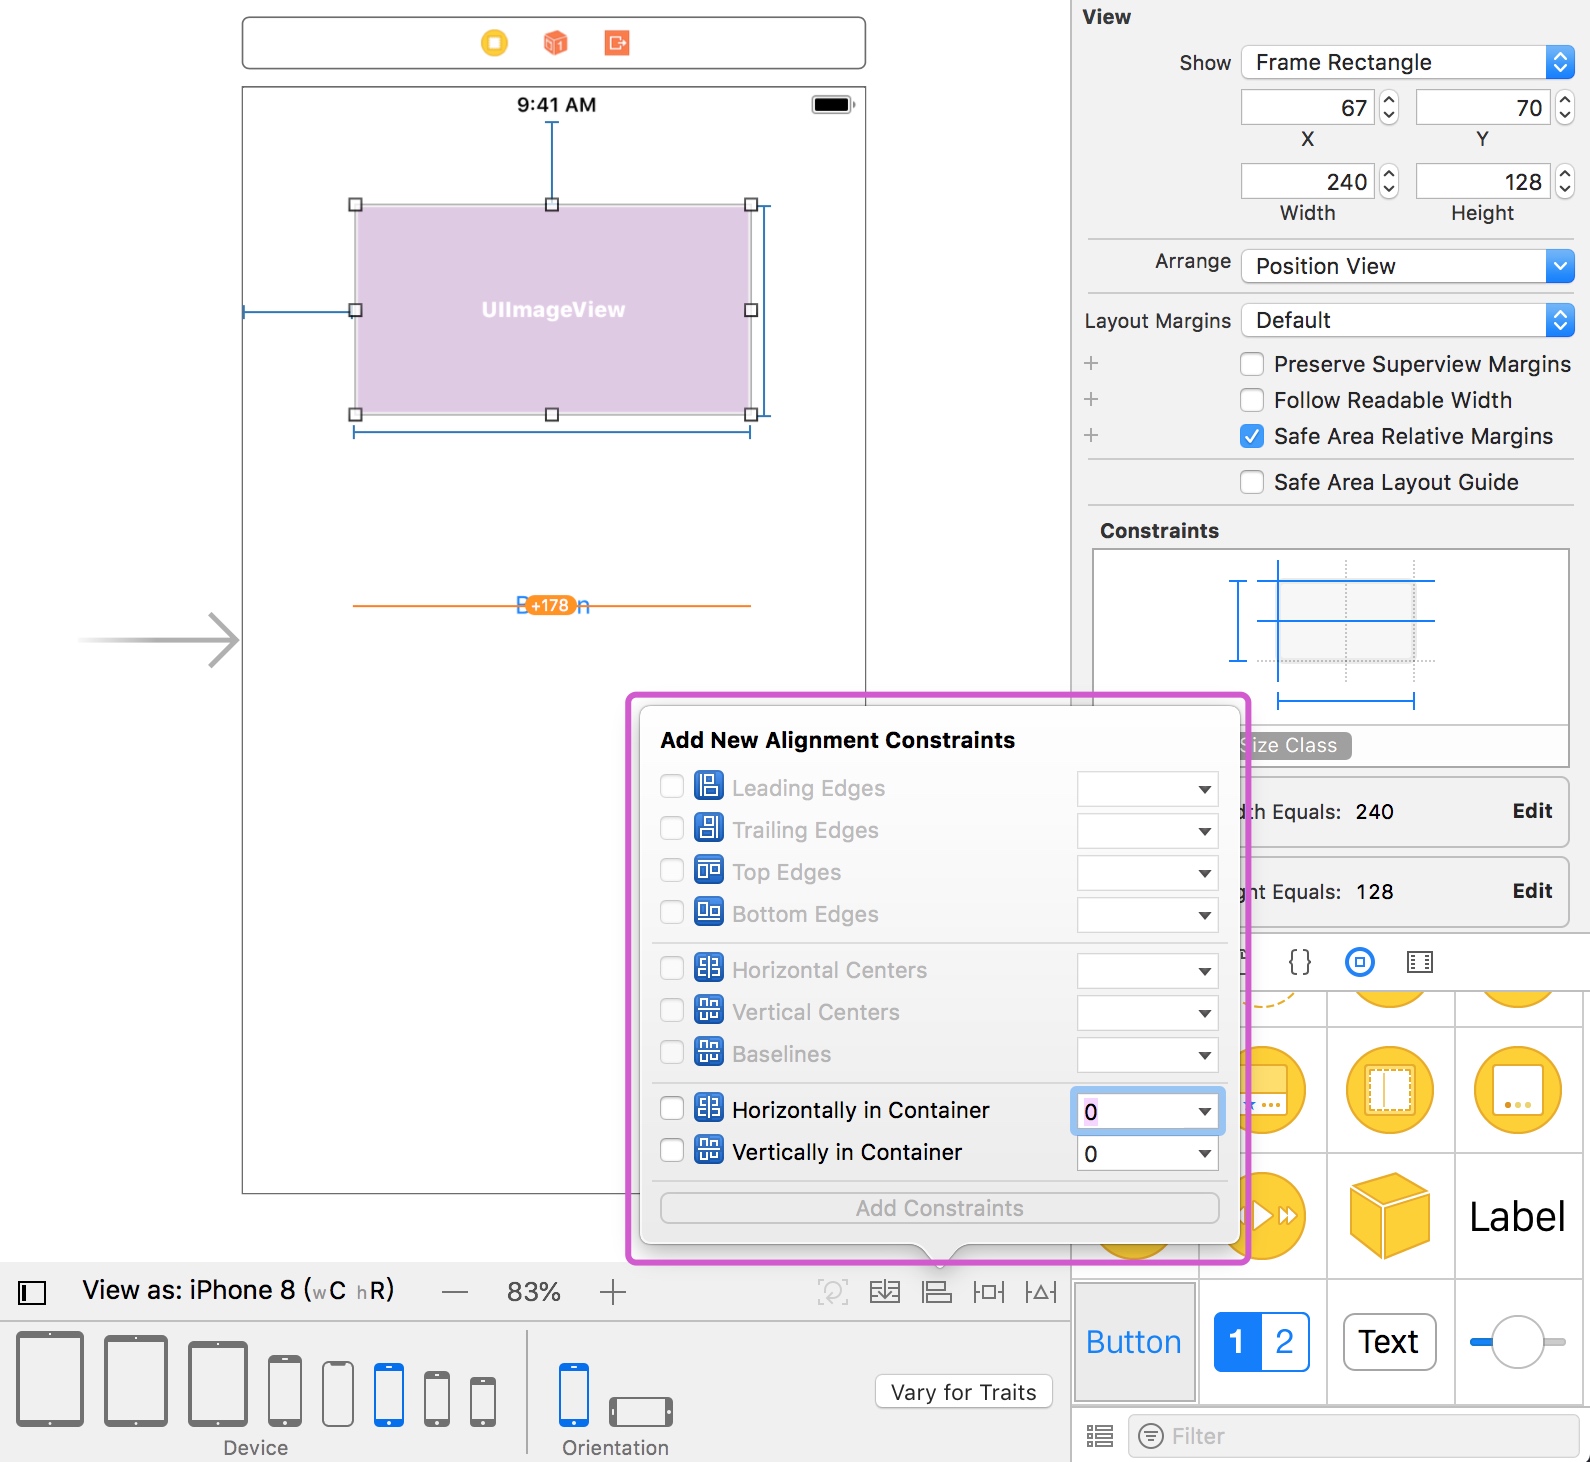 View
Show Frame Rectangle
9:41 AM
67 70
X Y
240 128
Width Height
Arrange Position View
UIImageView
Layout Margins Default
Preserve Superview Margins
Follow Readable Width
Safe Area Relative Margins
Safe Area Layout Guide
Constraints
+178
Add New Alignment Constraints
Size Class
Leading Edges
Trailing Edges
Top Edges
Bottom Edges
Horizontal Centers
Vertical Centers
Baselines
Horizontally in Container 0
Vertically in Container 0
Add Constraints
Equals: 240 Edit
Equals: 128 Edit
{}
Label
View as: iPhone 8 (wC hR) — 83% +
Button 1 2 Text
Vary for Traits
Device Orientation
Filter